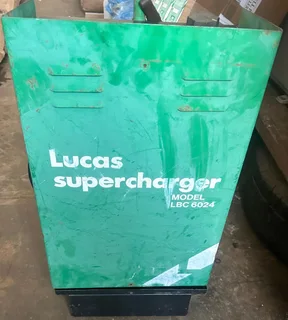 Lucas
supercharger
MODEL
LBC 6024